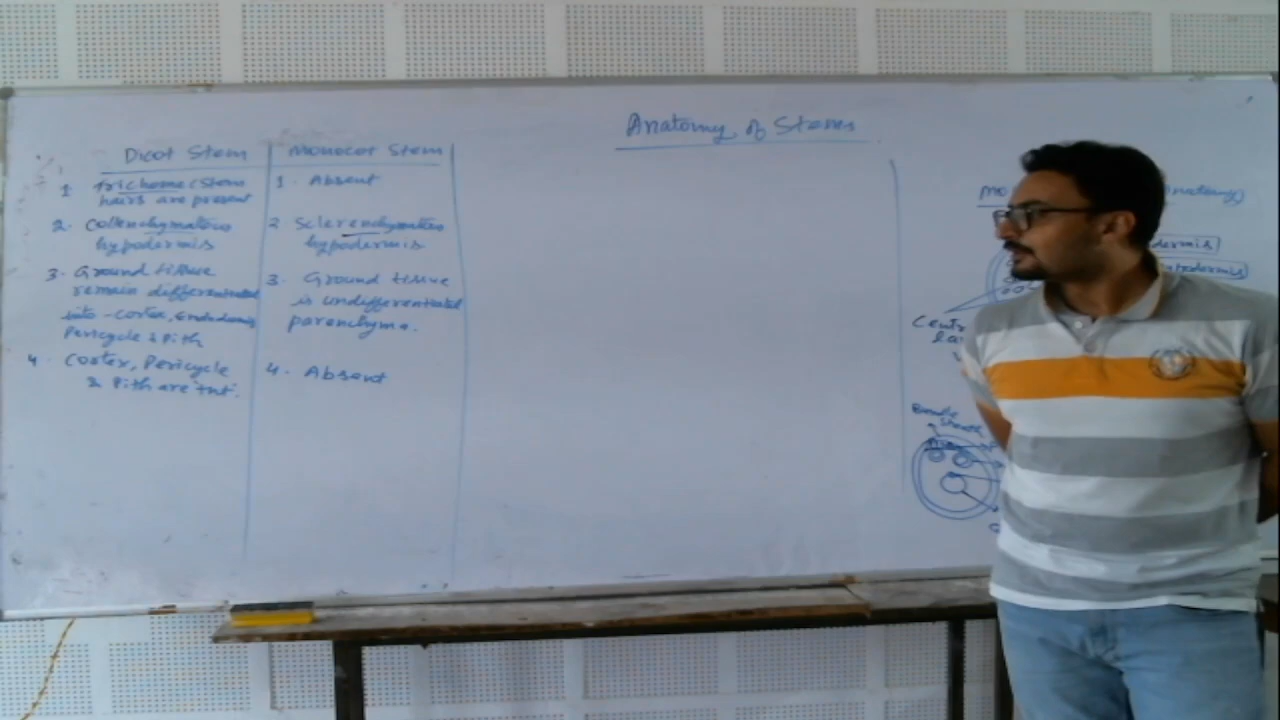 Anatomy of Stems
Dicot Stem
1. trichome (Stem
hairs are present
2. Collenchymatous
hypodermis
3. Ground tissue
remain differentiated
into - cortex, Endodermis
Pericycle & Pith
4. Cortex, Pericycle
& Pith are
Monocot Stem
1. Absent
2 Sclerenchymatous
hypodermis
3. Ground tissue
is undifferentiated
parenchyma.
4. Absent
Bundle
Sheath